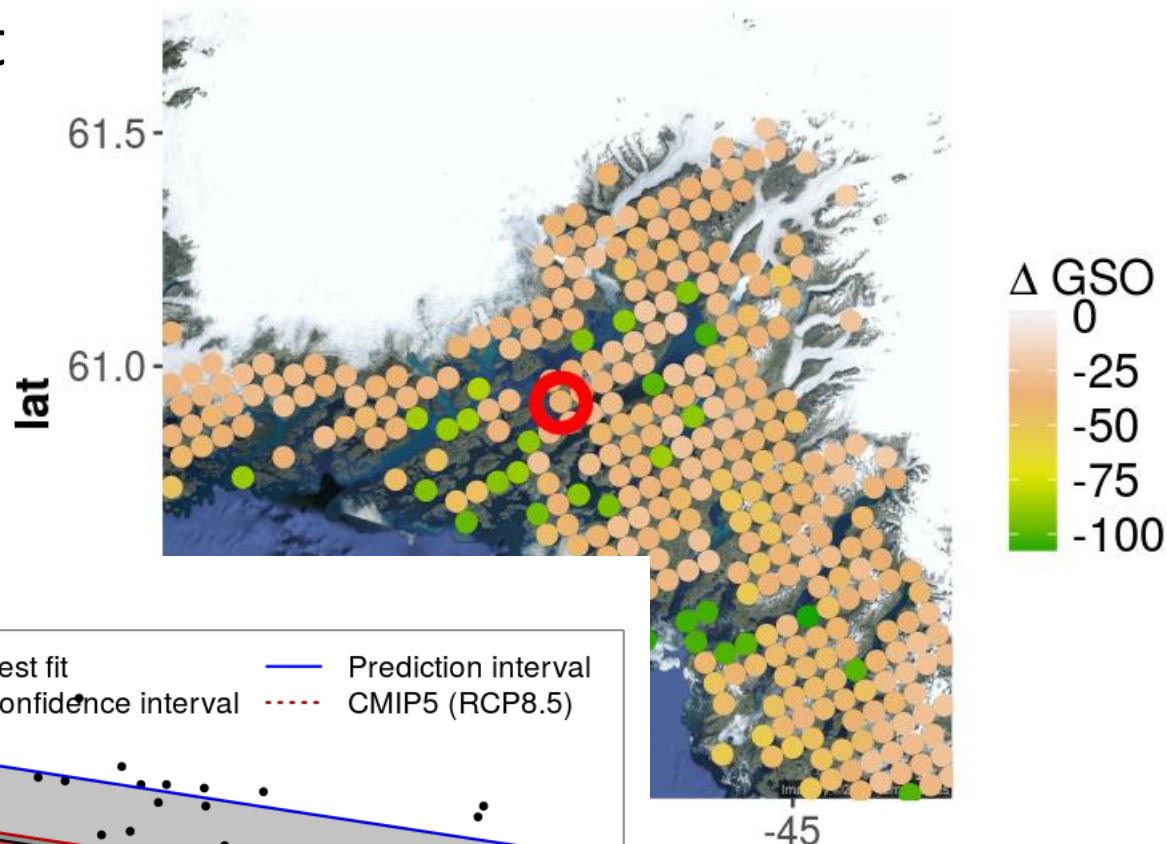 t
61.5
61.0
lat
-45
Δ GSO
0
-25
-50
-75
-100
est fit
Prediction interval
onfidence interval
CMIP5 (RCP8.5)